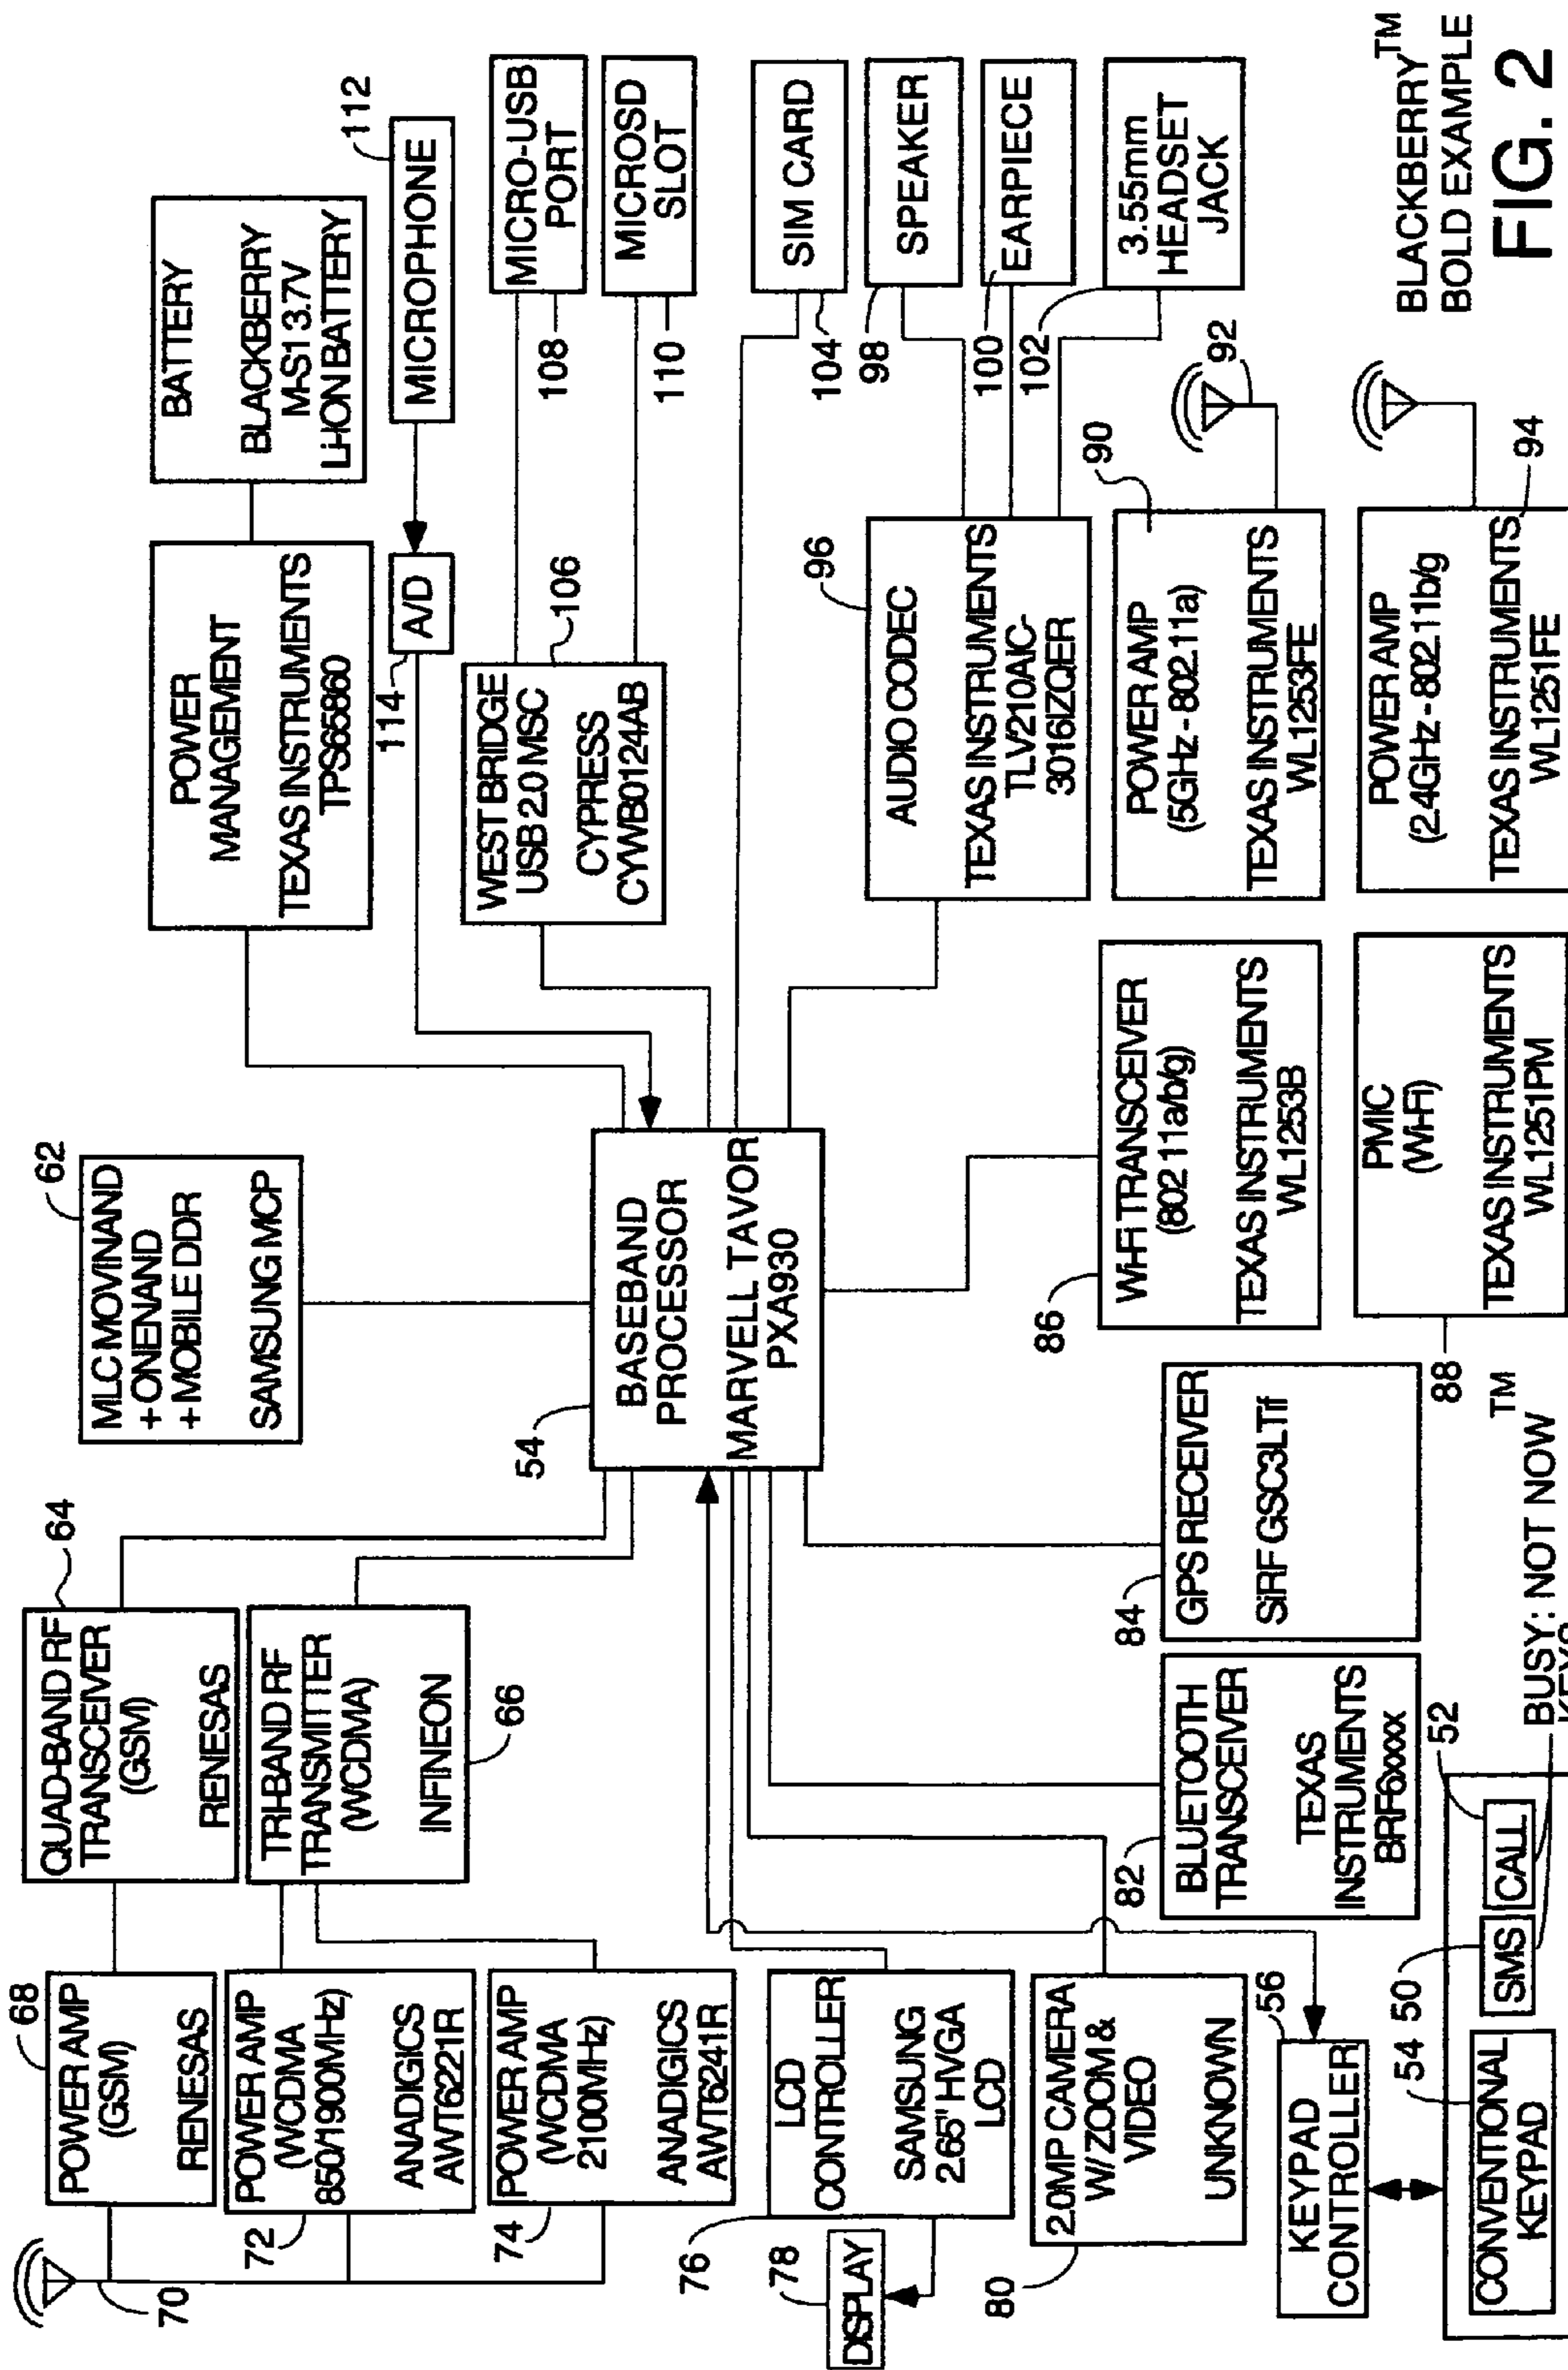 68
POWER AMP
(GSM)
RENESAS
70
POWER AMP
(WCDMA
850/1900MHz)
ANADIGICS
AWT6221R
72
POWER AMP
(WCDMA
2100MHz)
ANADIGICS
AWT6241R
74
64
QUAD-BAND RF
TRANSCEIVER
(GSM)
RENESAS
TRI-BAND RF
TRANSMITTER
(WCDMA)
INFINEON
66
62
MLC MOVINAND
+ ONENAND
+ MOBILE DDR
SAMSUNG MCP
POWER
MANAGEMENT
TEXAS INSTRUMENTS
TPS65860
BATTERY
BLACKBERRY
M-S1 3.7V
Li-ION BATTERY
112
MICROPHONE
A/D
114
WEST BRIDGE
USB 2.0 MSC
CYPRESS
CYWB0124AB
106
MICRO-USB
PORT
108
MICROSD
SLOT
110
54
BASEBAND
PROCESSOR
MARVELL TAVOR
PXA930
SIM CARD
104
SPEAKER
98
EARPIECE
100
3.55mm
HEADSET
JACK
102
96
AUDIO CODEC
TEXAS INSTRUMENTS
TLV210AIC-
3016IZQER
76
LCD
CONTROLLER
SAMSUNG
2.65" HVGA
LCD
78
DISPLAY
80
2.0MP CAMERA
W/ ZOOM &
VIDEO
UNKNOWN
82
BLUETOOTH
TRANSCEIVER
TEXAS
INSTRUMENTS
BRF6xxxx
84
GPS RECEIVER
SiRF GSC3LTif
86
Wi-Fi TRANSCEIVER
(802.11a/b/g)
TEXAS INSTRUMENTS
WL1253B
90
POWER AMP
(5GHz - 802.11a)
TEXAS INSTRUMENTS
WL1253FE
92
56
KEYPAD
CONTROLLER
54
CONVENTIONAL
KEYPAD
50
SMS
52
CALL
BUSY: NOT NOW
TM
88
PMIC
(Wi-Fi)
TEXAS INSTRUMENTS
WL1251PM
POWER AMP
(2.4GHz - 802.11b/g)
TEXAS INSTRUMENTS
WL1251FE
94
BLACKBERRY™
BOLD EXAMPLE
FIG. 2